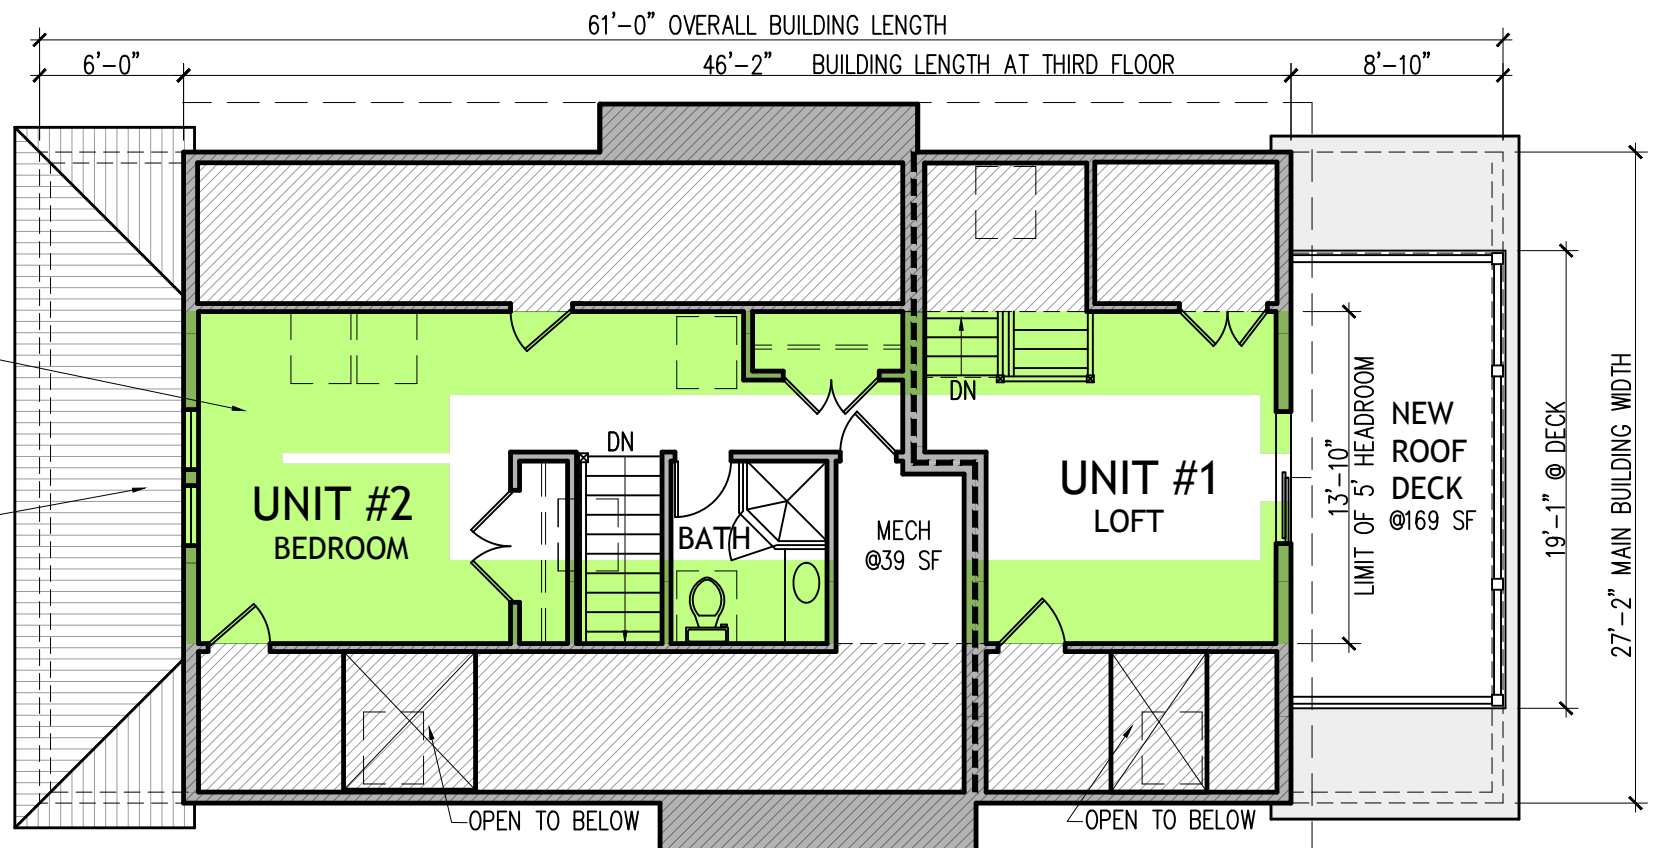 61'-0" OVERALL BUILDING LENGTH
6'-0"
46'-2" BUILDING LENGTH AT THIRD FLOOR
8'-10"
DN
DN
UNIT #2
BEDROOM
BATH
MECH
@39 SF
UNIT #1
LOFT
13'-10"
LIMIT OF 5' HEADROOM
NEW
ROOF
DECK
@169 SF
19'-1" @ DECK
27'-2" MAIN BUILDING WIDTH
OPEN TO BELOW
OPEN TO BELOW